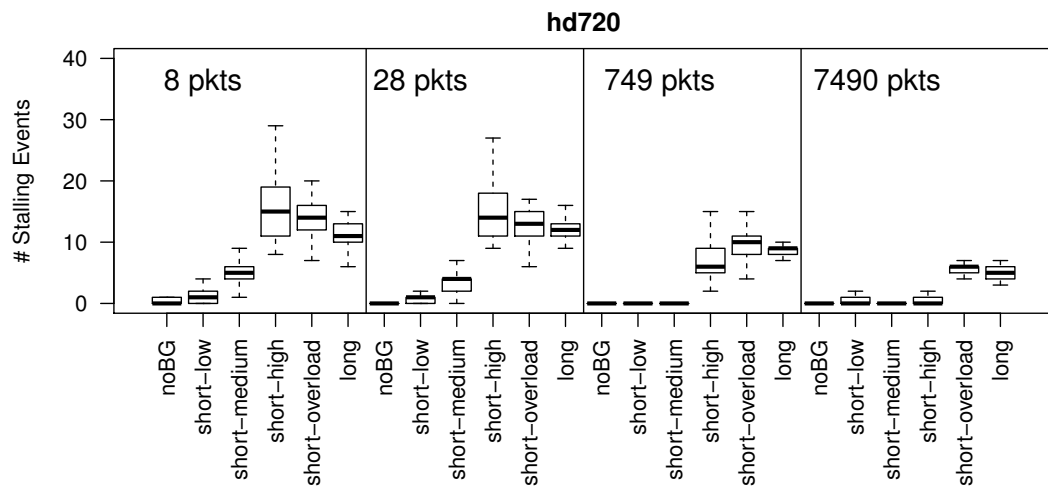 hd720
# Stalling Events
40
30
20
10
0
8 pkts
28 pkts
749 pkts
7490 pkts
noBG
short−low
short−medium
short−high
short−overload
long
noBG
short−low
short−medium
short−high
short−overload
long
noBG
short−low
short−medium
short−high
short−overload
long
noBG
short−low
short−medium
short−high
short−overload
long